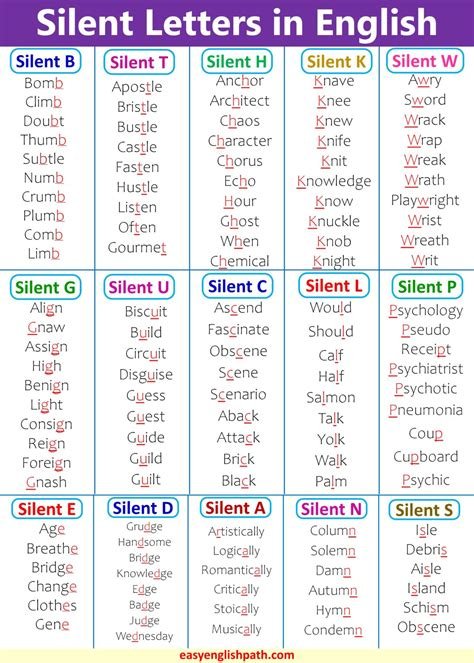 Silent Letters in English
Silent B
Bomb
Climb
Doubt
Thumb
Subtle
Numb
Crumb
Plumb
Comb
Limb
Silent T
Apostle
Bristle
Bustle
Castle
Fasten
Hustle
Listen
Often
Gourmet
Silent H
Anchor
Architect
Chaos
Character
Chorus
Echo
Hour
Ghost
When
Chemical
Silent K
Knave
Knee
Knew
Knife
Knit
Knowledge
Know
Knuckle
Knob
Knight
Silent W
Awry
Sword
Wrack
Wrap
Wreak
Wrath
Playwright
Wrist
Wreath
Writ
Silent G
Align
Gnaw
Assign
High
Benign
Light
Consign
Reign
Foreign
Gnash
Silent U
Biscuit
Build
Circuit
Disguise
Guess
Guest
Guide
Guild
Guilt
Silent C
Ascend
Fascinate
Obscene
Scene
Scenario
Aback
Attack
Brick
Black
Silent L
Would
Should
Calf
Half
Salmon
Talk
Yolk
Walk
Palm
Silent P
Psychology
Pseudo
Receipt
Psychiatrist
Psychotic
Pneumonia
Coup
Cupboard
Psychic
Silent E
Age
Breathe
Bridge
Change
Clothes
Gene
Silent D
Grudge
Handsome
Bridge
Knowledge
Edge
Badge
Judge
Wednesday
Silent A
Artistically
Logically
Romantically
Critically
Stoically
Musically
Silent N
Column
Solemn
Damn
Autumn
Hymn
Condemn
Silent S
Isle
Debris
Aisle
Island
Schism
Obscene
easyenglishpath.com